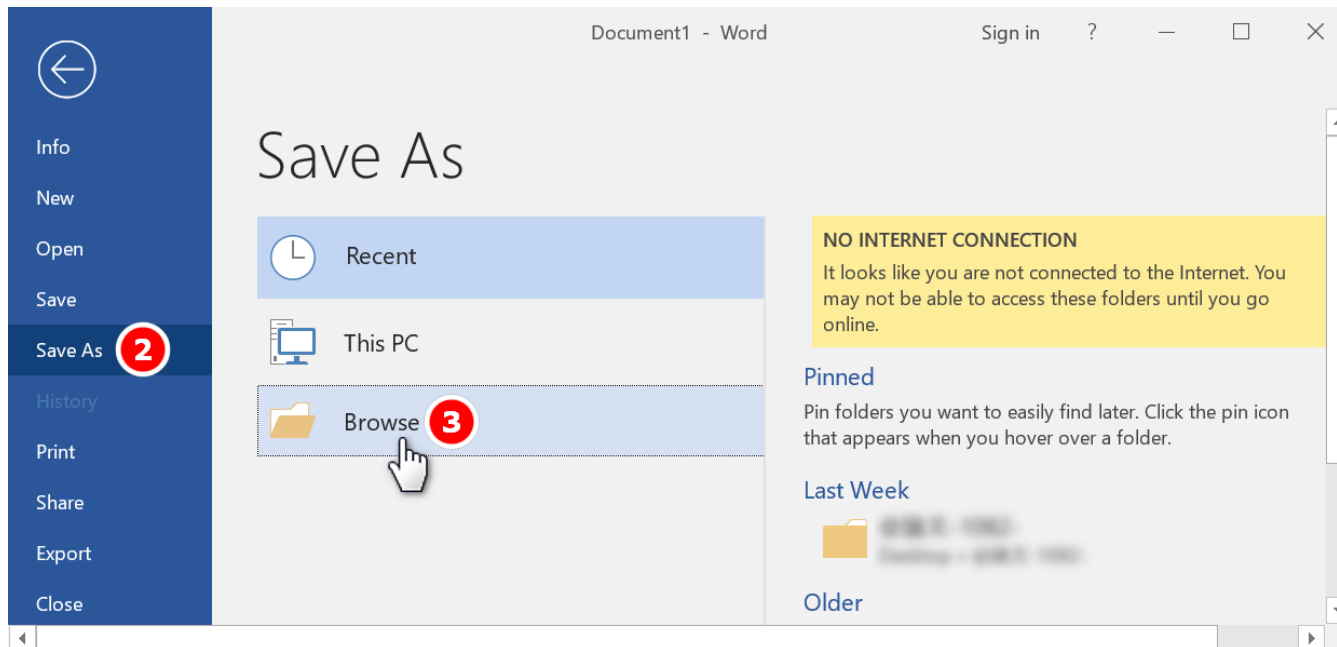 Document1 - Word
Sign in ?
Info
New
Open
Save
Save As 2
History
Print
Share
Export
Close
Save As
Recent
This PC
Browse 3
NO INTERNET CONNECTION
It looks like you are not connected to the Internet. You
may not be able to access these folders until you go
online.
Pinned
Pin folders you want to easily find later. Click the pin icon
that appears when you hover over a folder.
Last Week
Older